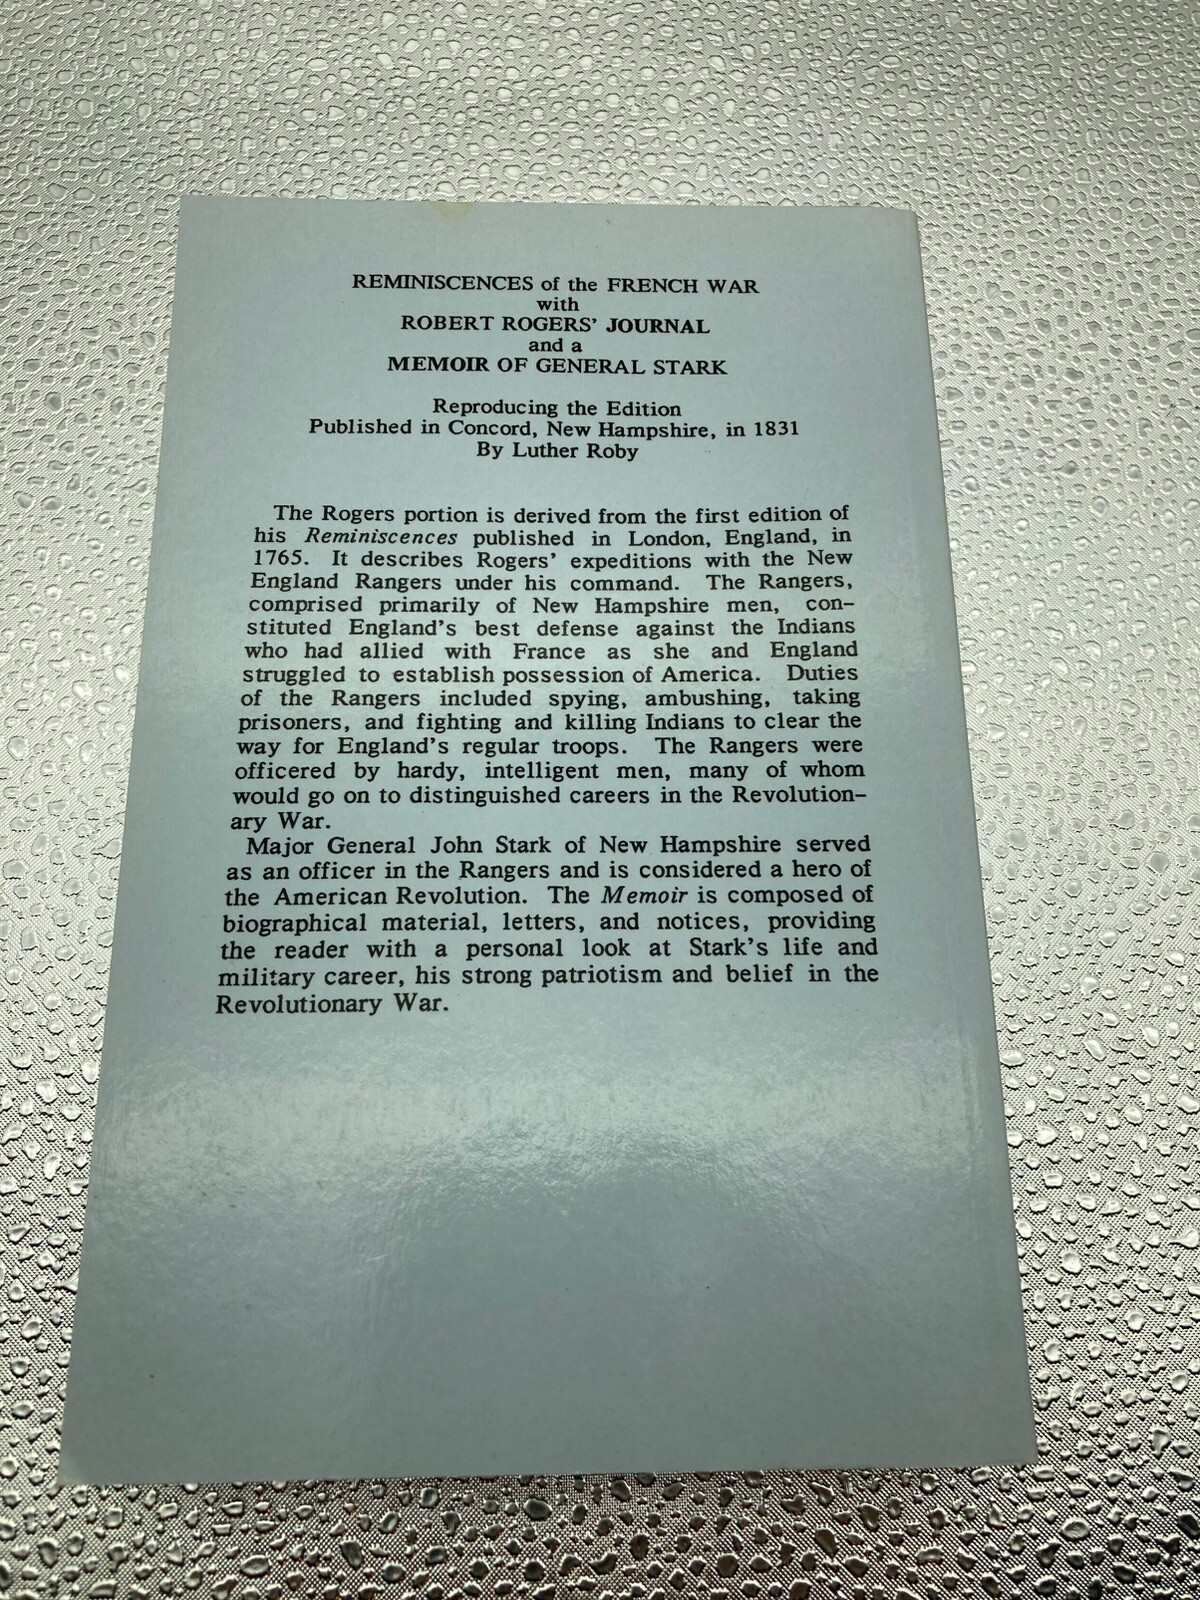 REMINISCENCES of the FRENCH WAR
with
ROBERT ROGERS' JOURNAL
and a
MEMOIR OF GENERAL STARK
Reproducing the Edition
Published in Concord, New Hampshire, in 1831
By Luther Roby
The Rogers portion is derived from the first edition of
his Reminiscences published in London, England, in
1765. It describes Rogers' expeditions with the New
England Rangers under his command. The Rangers,
comprised primarily of New Hampshire men, con-
stituted England's best defense against the Indians
who had allied with France as she and England
struggled to establish possession of America. Duties
of the Rangers included spying, ambushing, taking
prisoners, and fighting and killing Indians to clear the
way for England's regular troops. The Rangers were
officered by hardy, intelligent men, many of whom
would go on to distinguished careers in the Revolution-
ary War.
Major General John Stark of New Hampshire served
as an officer in the Rangers and is considered a hero of
the American Revolution. The Memoir is composed of
biographical material, letters, and notices, providing
the reader with a personal look at Stark's life and
military career, his strong patriotism and belief in the
Revolutionary War.